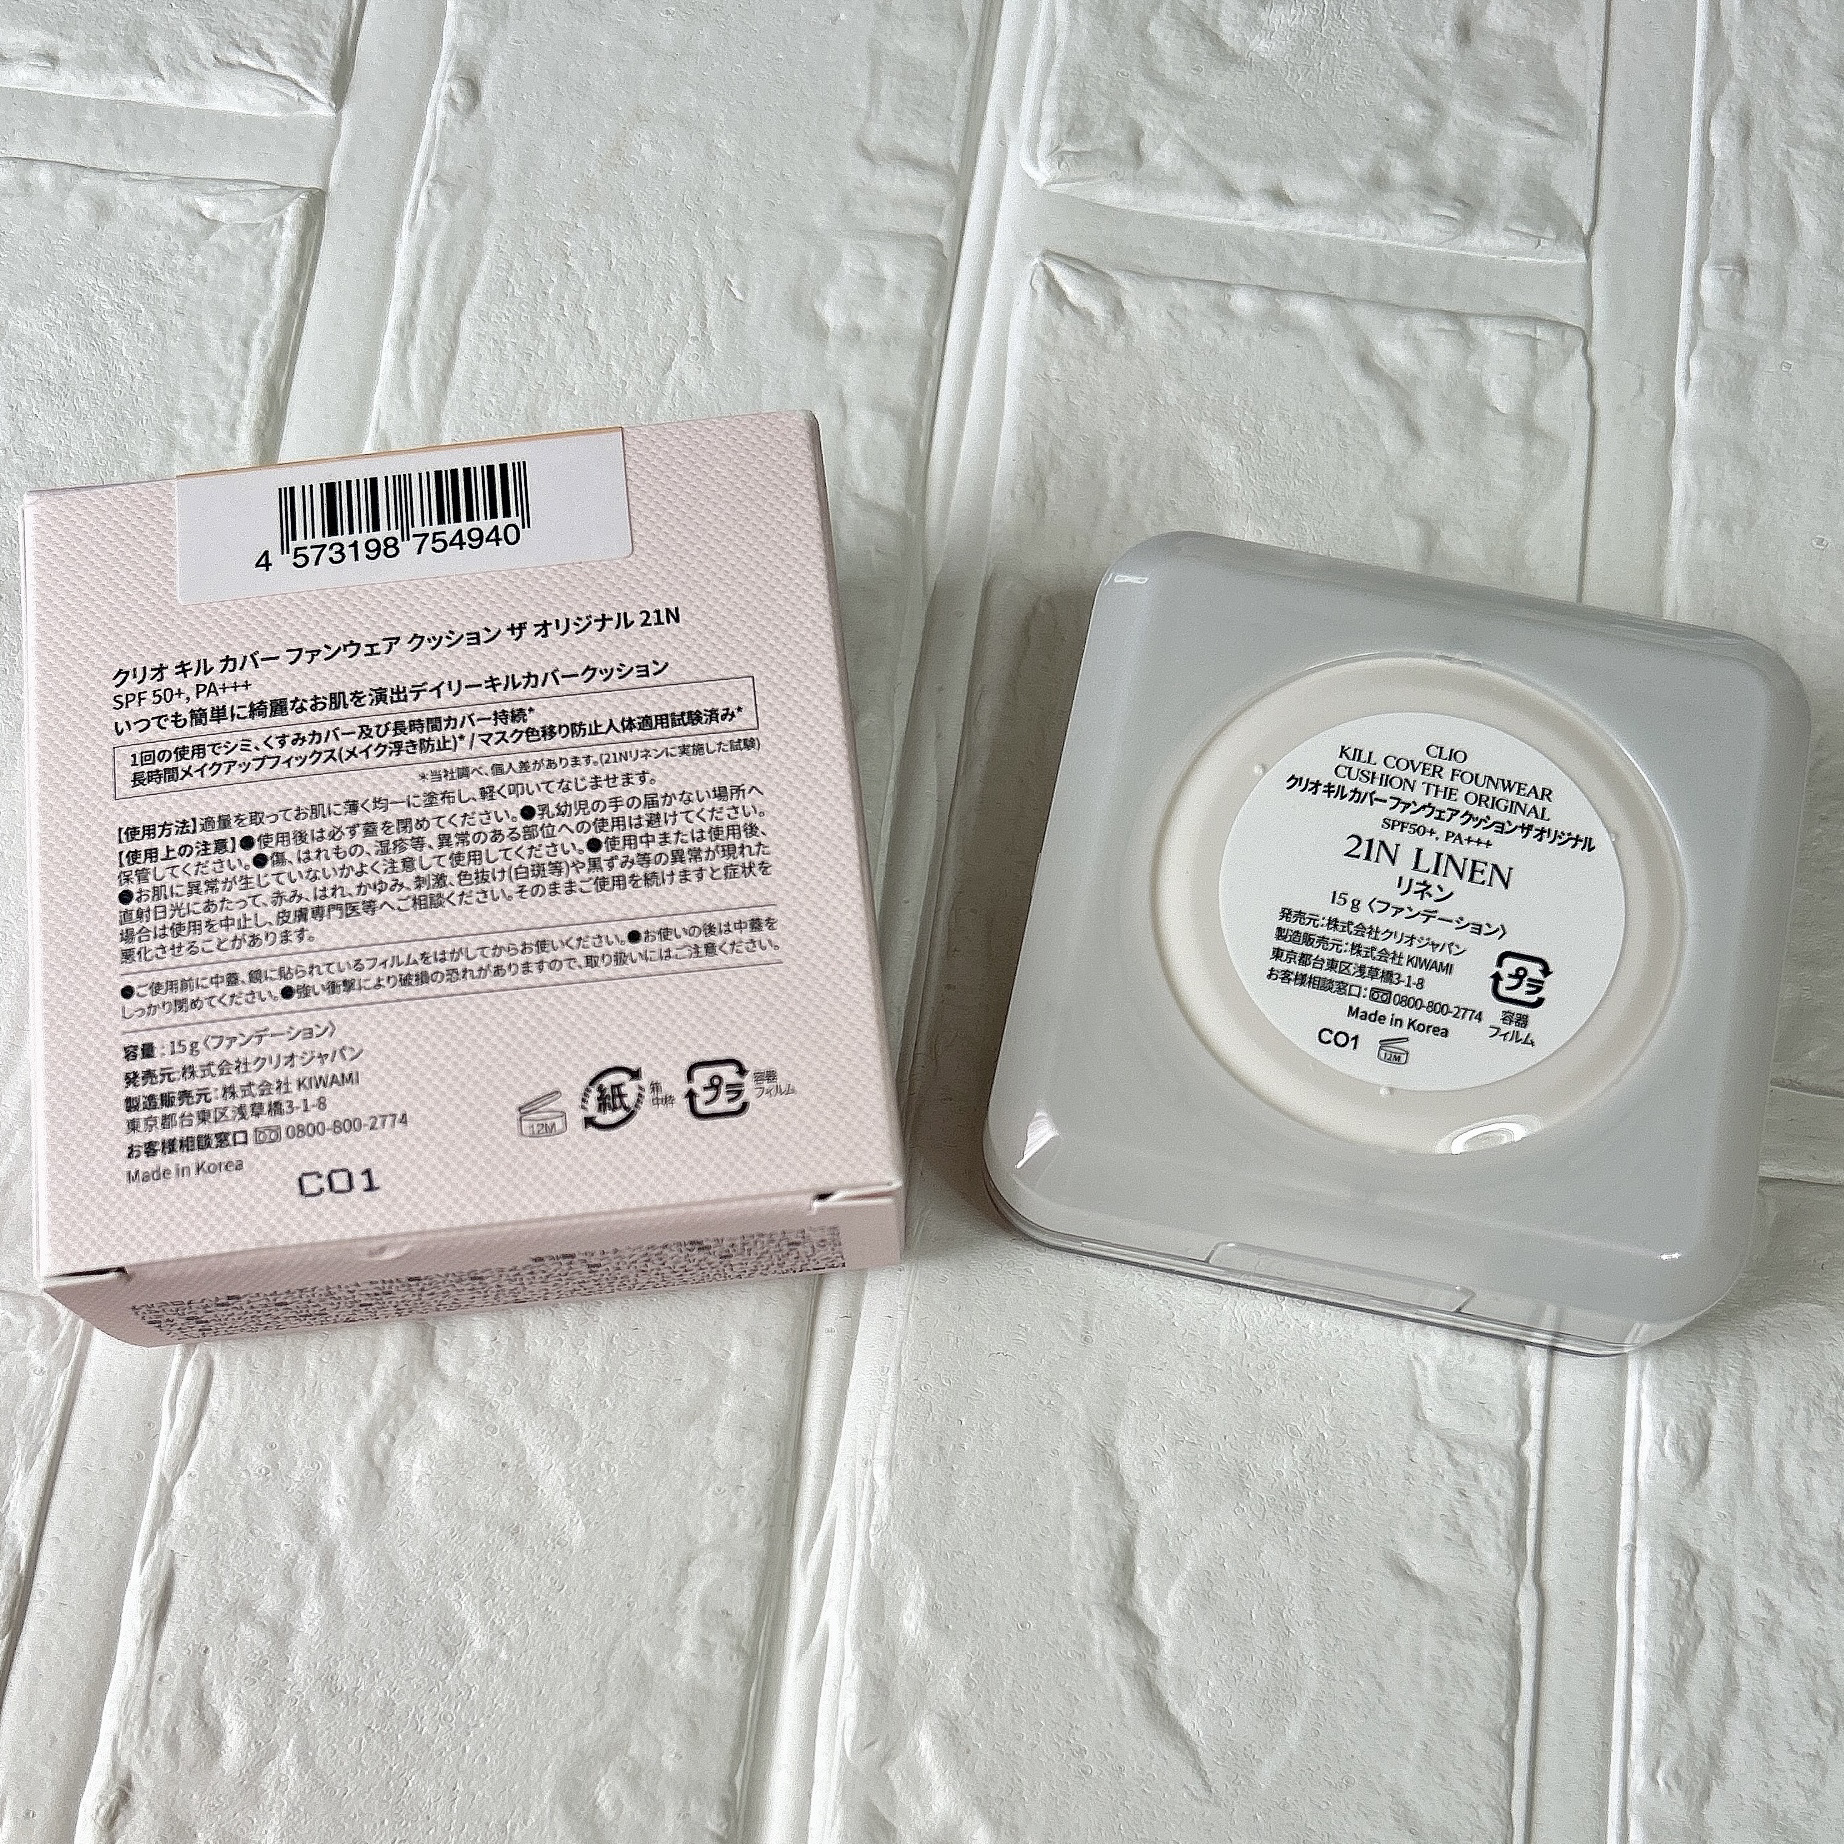 4 573198 754940
クリオ キル カバー ファンウェア クッション ザ オリジナル 21N
SPF 50+, PA+++
いつでも簡単に綺麗なお肌を演出デイリーキルカバークッション
1回の使用でシミ、くすみカバー及び長時間カバー持続*
長時間メイクアップフィックス(メイク浮き防止)* / マスク色移り防止人体適用試験済み*
*当社調べ、個人差があります。(21Nリネンに実施した試験)
【使用方法】適量を取ってお肌に薄く均一に塗布し、軽く叩いてなじませます。
【使用上の注意】●使用後は必ず蓋を閉めてください。●乳幼児の手の届かない場所へ
保管してください。●傷、はれもの、湿疹等、異常のある部位への使用は避けてください。
●お肌に異常が生じていないかよく注意して使用してください。●使用中または使用後、
直射日光にあたって、赤み、はれ、かゆみ、刺激、色抜け(白斑等)や黒ずみ等の異常が現れた
場合は使用を中止し、皮膚専門医等へご相談ください。そのままご使用を続けますと症状を
悪化させることがあります。
●ご使用前に中蓋、鏡に貼られているフィルムをはがしてからお使いください。●お使いの後は中蓋を
しっかり閉めてください。●強い衝撃により破損の恐れがありますので、取り扱いにはご注意ください。
容量 : 15 g〈ファンデーション〉
発売元:株式会社クリオジャパン
製造販売元 : 株式会社 KIWAMI
東京都台東区浅草橋3-1-8
お客様相談窓口 0800-800-2774
Made in Korea
CO1
12M
紙
箱
中枠
プラ
容器
フィルム
CLIO
KILL COVER FOUNWEAR
CUSHION THE ORIGINAL
クリオ キル カバー ファンウェア クッション ザ オリジナル
SPF50+, PA+++
21N LINEN
リネン
15 g〈ファンデーション〉
発売元:株式会社クリオジャパン
製造販売元:株式会社 KIWAMI
東京都台東区浅草橋3-1-8
お客様相談窓口: 0800-800-2774
Made in Korea
CO1
12M
プラ
容器
フィルム